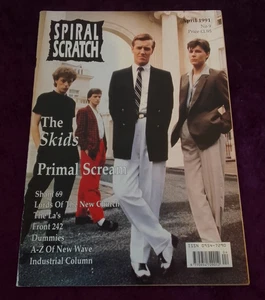 SPIRAL
SCRATCH
April 1991
The
Skids
Primal Scream
Sham 69
Lords Of The New Church
The La's
Front 242
Dummies
A-Z Of New Wave
Industrial Column
ISSN